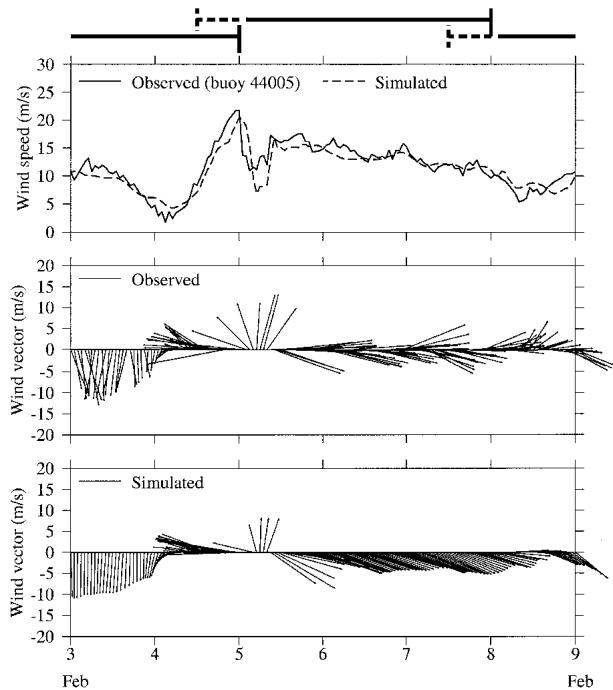 30
25
20
15
10
5
0
Wind speed (m/s)
Observed (buoy 44005)
Simulated
20
15
10
5
0
-5
-10
-15
-20
Wind vector (m/s)
Observed
20
15
10
5
0
-5
-10
-15
-20
Wind vector (m/s)
Simulated
3 4 5 6 7 8 9
Feb Feb